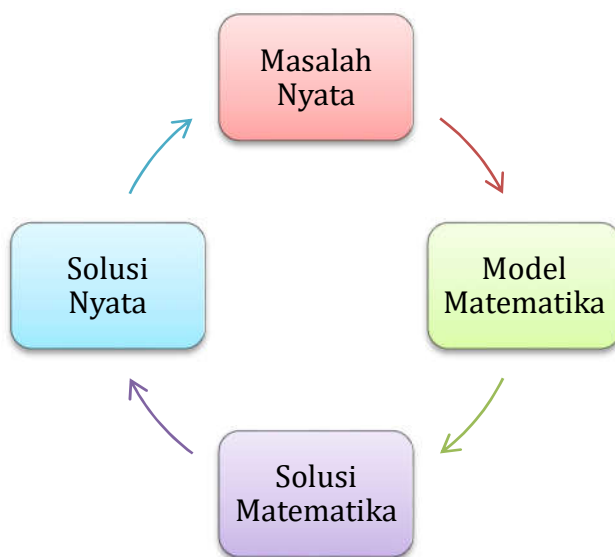 Masalah
Nyata
Model
Matematika
Solusi
Matematika
Solusi
Nyata